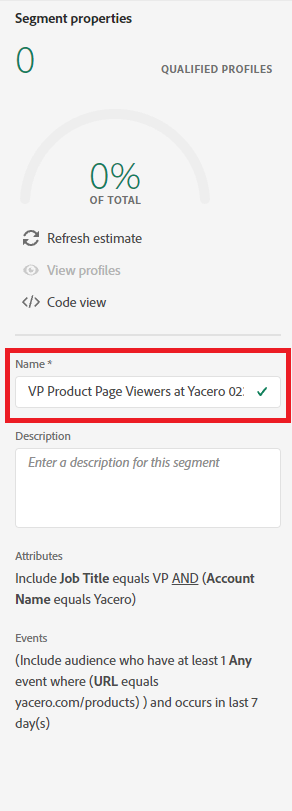 Segment properties
0
QUALIFIED PROFILES
0%
OF TOTAL
Refresh estimate
View profiles
</> Code view
Name *
VP Product Page Viewers at Yacero 02
Description
Enter a description for this segment
Attributes
Include Job Title equals VP AND (Account
Name equals Yacero)
Events
(Include audience who have at least 1 Any
event where (URL equals
yacero.com/products) ) and occurs in last 7
day(s)